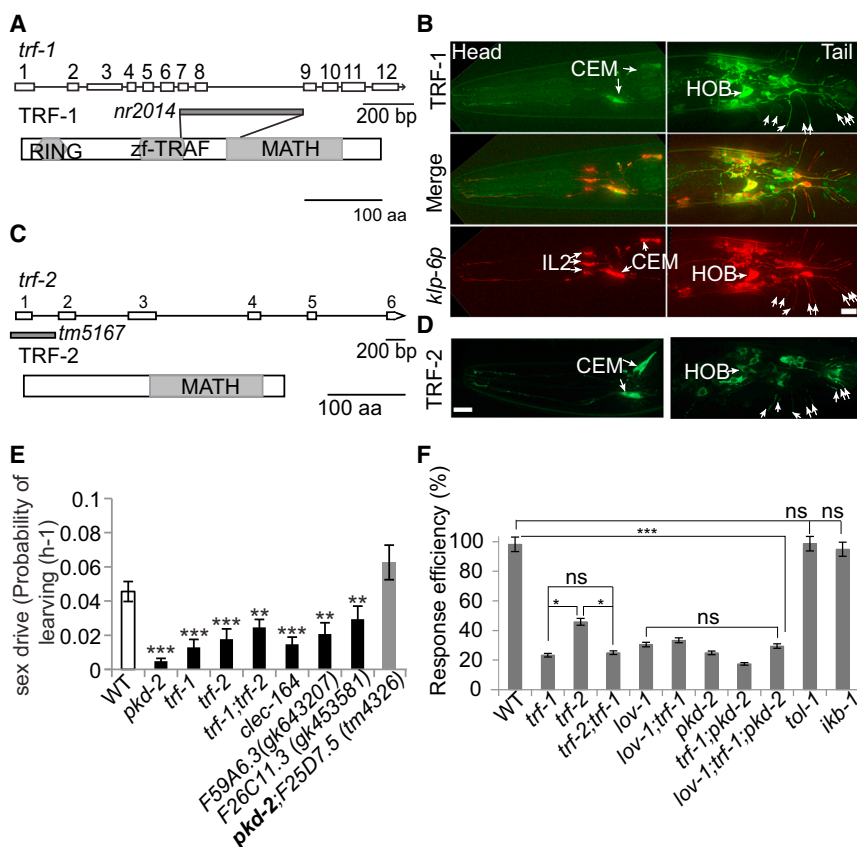 A
trf-1
1 2 3 4 5 6 7 8 9 10 11 12
nr2014
200 bp
TRF-1
RING zf-TRAF MATH
100 aa
B
Head Tail
TRF-1
CEM
HOB
Merge
klp-6p
IL2
CEM
HOB
C
trf-2
1 2 3 4 5 6
tm5167
200 bp
TRF-2
MATH
100 aa
D
TRF-2
CEM
HOB
E
sex drive (Probability of
learving (h-1)
0.1
0.08
0.06
0.04
0.02
0
*** *** *** ** *** ** **
WT
pkd-2
trf-1
trf-2
trf-1;trf-2
clec-164
F59A6.3(gk643207)
F26C11.3 (gk453581)
pkd-2;F25D7.5 (tm4326)
F
Response efficiency (%)
100
80
60
40
20
0
ns ns
***
ns
* *
ns
WT
trf-1
trf-2
trf-2;trf-1
lov-1
lov-1;trf-1
pkd-2
trf-1;pkd-2
lov-1;trf-1;pkd-2
tol-1
ikb-1